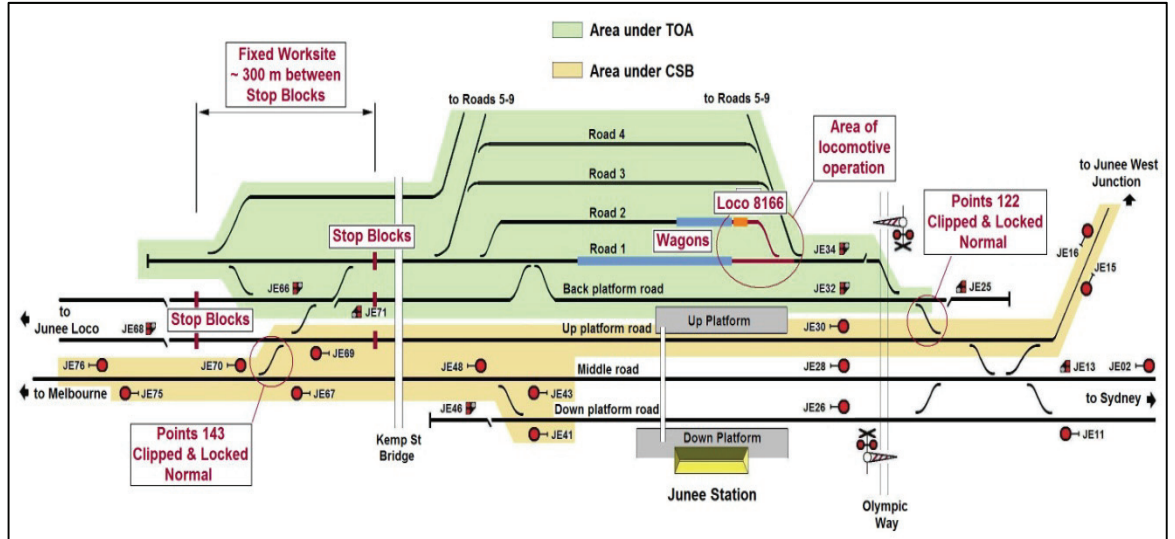 Area under TOA
Area under CSB
Fixed Worksite
~ 300 m between
Stop Blocks
to Roads 5-9
to Roads 5-9
Road 4
Road 3
Road 2
Road 1
Area of
locomotive
operation
Loco 8166
Wagons
to Junee West
Junction
Points 122
Clipped & Locked
Normal
Stop Blocks
JE34
JE16
JE15
JE66
JE71
Back platform road
JE32
JE25
to
Junee Loco
Stop Blocks
JE68
Up platform road
Up Platform
JE30
JE76
JE70
JE69
JE48
Middle road
JE28
JE13
JE02
to Melbourne
JE75
JE67
JE43
JE46
Down platform road
JE26
to Sydney
JE41
JE11
Points 143
Clipped & Locked
Normal
Kemp St
Bridge
Down Platform
Junee Station
Olympic
Way